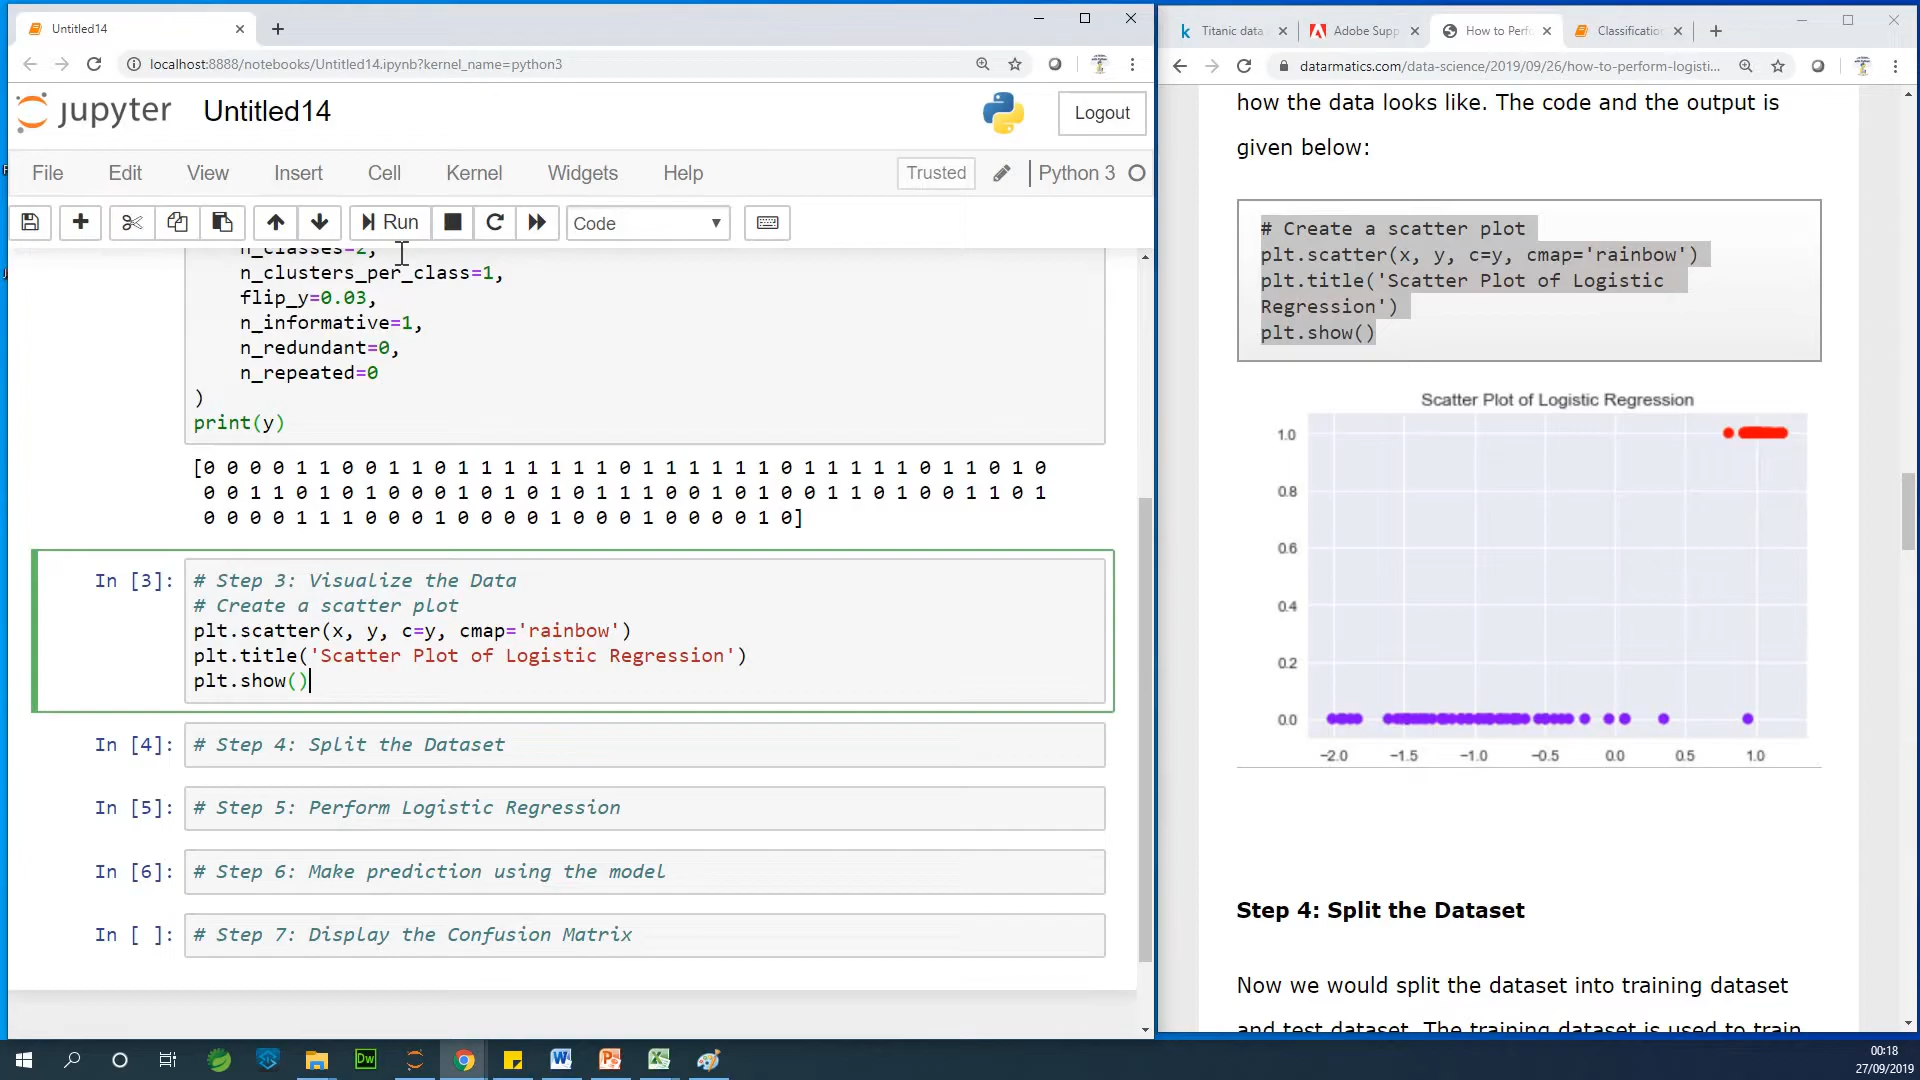 Untitled14
localhost:8888/notebooks/Untitled14.ipynb?kernel_name=python3
jupyter Untitled14
Logout
File Edit View Insert Cell Kernel Widgets Help
Trusted
Python 3
Run
Code
n_classes=2,
n_clusters_per_class=1,
flip_y=0.03,
n_informative=1,
n_redundant=0,
n_repeated=0
)
print(y)
[0 0 0 0 1 1 0 0 1 1 0 1 1 1 1 1 1 1 0 1 1 1 1 1 1 0 1 1 1 1 1 0 1 1 0 1 0
0 0 1 1 0 1 0 1 0 0 0 1 0 1 0 1 0 1 1 1 0 0 1 0 1 0 0 1 1 0 1 0 0 1 1 0 1
0 0 0 0 1 1 1 0 0 0 1 0 0 0 0 1 0 0 0 1 0 0 0 0 1 0]
In [3]:
# Step 3: Visualize the Data
# Create a scatter plot
plt.scatter(x, y, c=y, cmap='rainbow')
plt.title('Scatter Plot of Logistic Regression')
plt.show()
In [4]:
# Step 4: Split the Dataset
In [5]:
# Step 5: Perform Logistic Regression
In [6]:
# Step 6: Make prediction using the model
In [ ]:
# Step 7: Display the Confusion Matrix
Titanic data
Adobe Supp
How to Perf
Classification
datarmatics.com/data-science/2019/09/26/how-to-perform-logisti...
how the data looks like. The code and the output is
given below:
# Create a scatter plot
plt.scatter(x, y, c=y, cmap='rainbow')
plt.title('Scatter Plot of Logistic
Regression')
plt.show()
Scatter Plot of Logistic Regression
1.0
0.8
0.6
0.4
0.2
0.0
−2.0 −1.5 −1.0 −0.5 0.0 0.5 1.0
Step 4: Split the Dataset
Now we would split the dataset into training dataset
and test dataset. The training dataset is used to train
Dw
00:18
27/09/2019